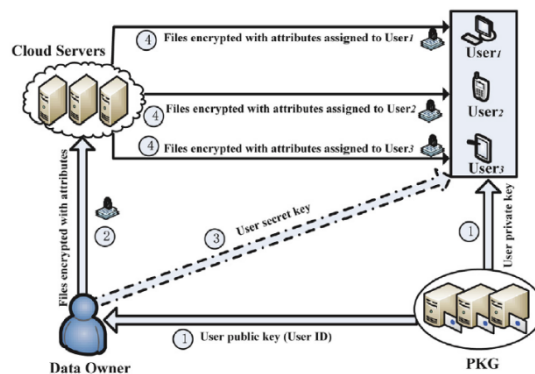 Cloud Servers
4 Files encrypted with attributes assigned to User1
User1
4 Files encrypted with attributes assigned to User2
User2
4 Files encrypted with attributes assigned to User3
User3
Files encrypted with attributes
2
3 User secret key
1 User private key
1 User public key (User ID)
Data Owner
PKG